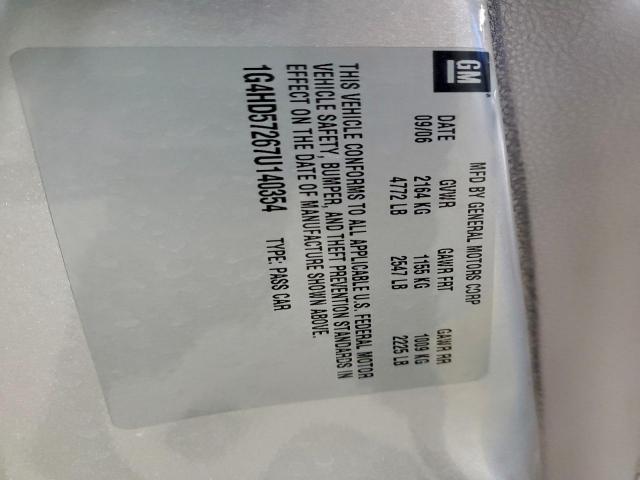 GM
MFD BY GENERAL MOTORS CORP
DATE GVWR GAWR FRT GAWR RR
09/06 2164 KG 1155 KG 1009 KG
4772 LB 2547 LB 2225 LB
THIS VEHICLE CONFORMS TO ALL APPLICABLE U.S. FEDERAL MOTOR
VEHICLE SAFETY, BUMPER, AND THEFT PREVENTION STANDARDS IN
EFFECT ON THE DATE OF MANUFACTURE SHOWN ABOVE.
1G4HD57267U140354 TYPE: PASS CAR